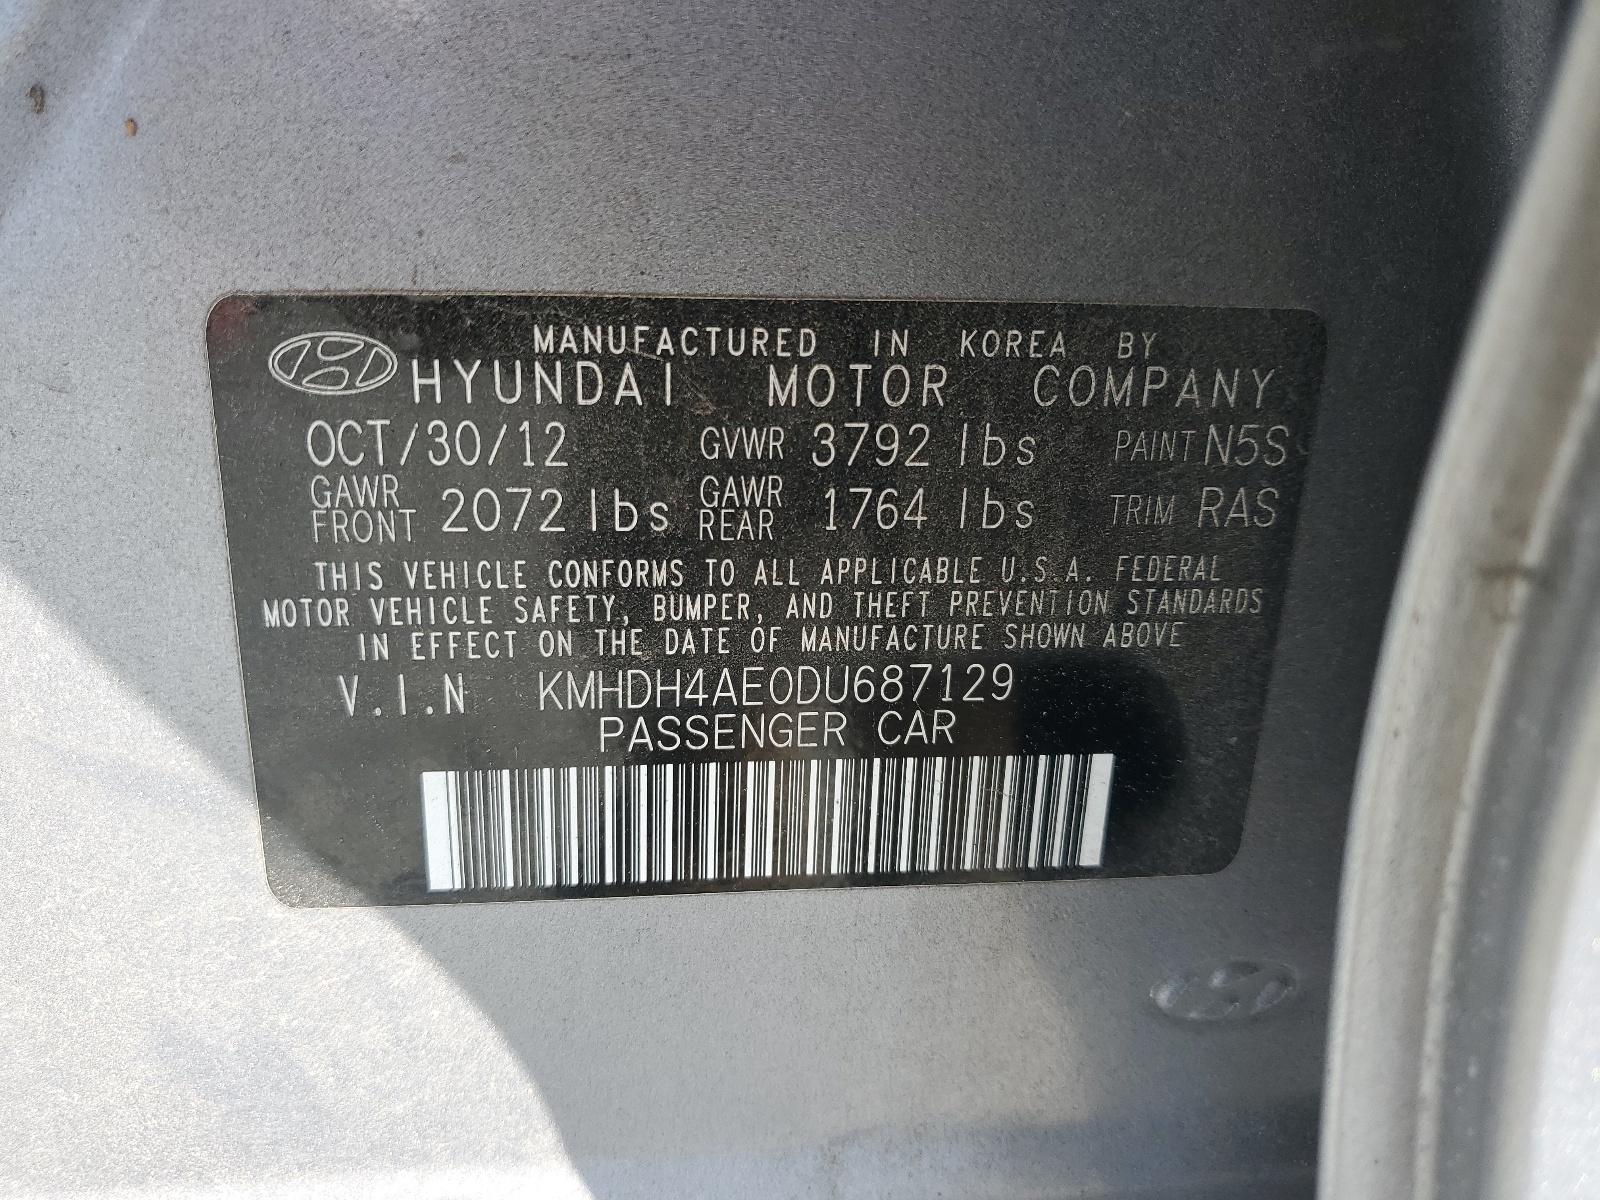 MANUFACTURED IN KOREA BY
HYUNDAI MOTOR COMPANY
OCT/30/12 GVWR 3792 lbs PAINT N5S
GAWR FRONT 2072 lbs GAWR REAR 1764 lbs TRIM RAS
THIS VEHICLE CONFORMS TO ALL APPLICABLE U.S.A. FEDERAL
MOTOR VEHICLE SAFETY, BUMPER, AND THEFT PREVENTION STANDARDS
IN EFFECT ON THE DATE OF MANUFACTURE SHOWN ABOVE
V.I.N KMHDH4AE0DU687129
PASSENGER CAR